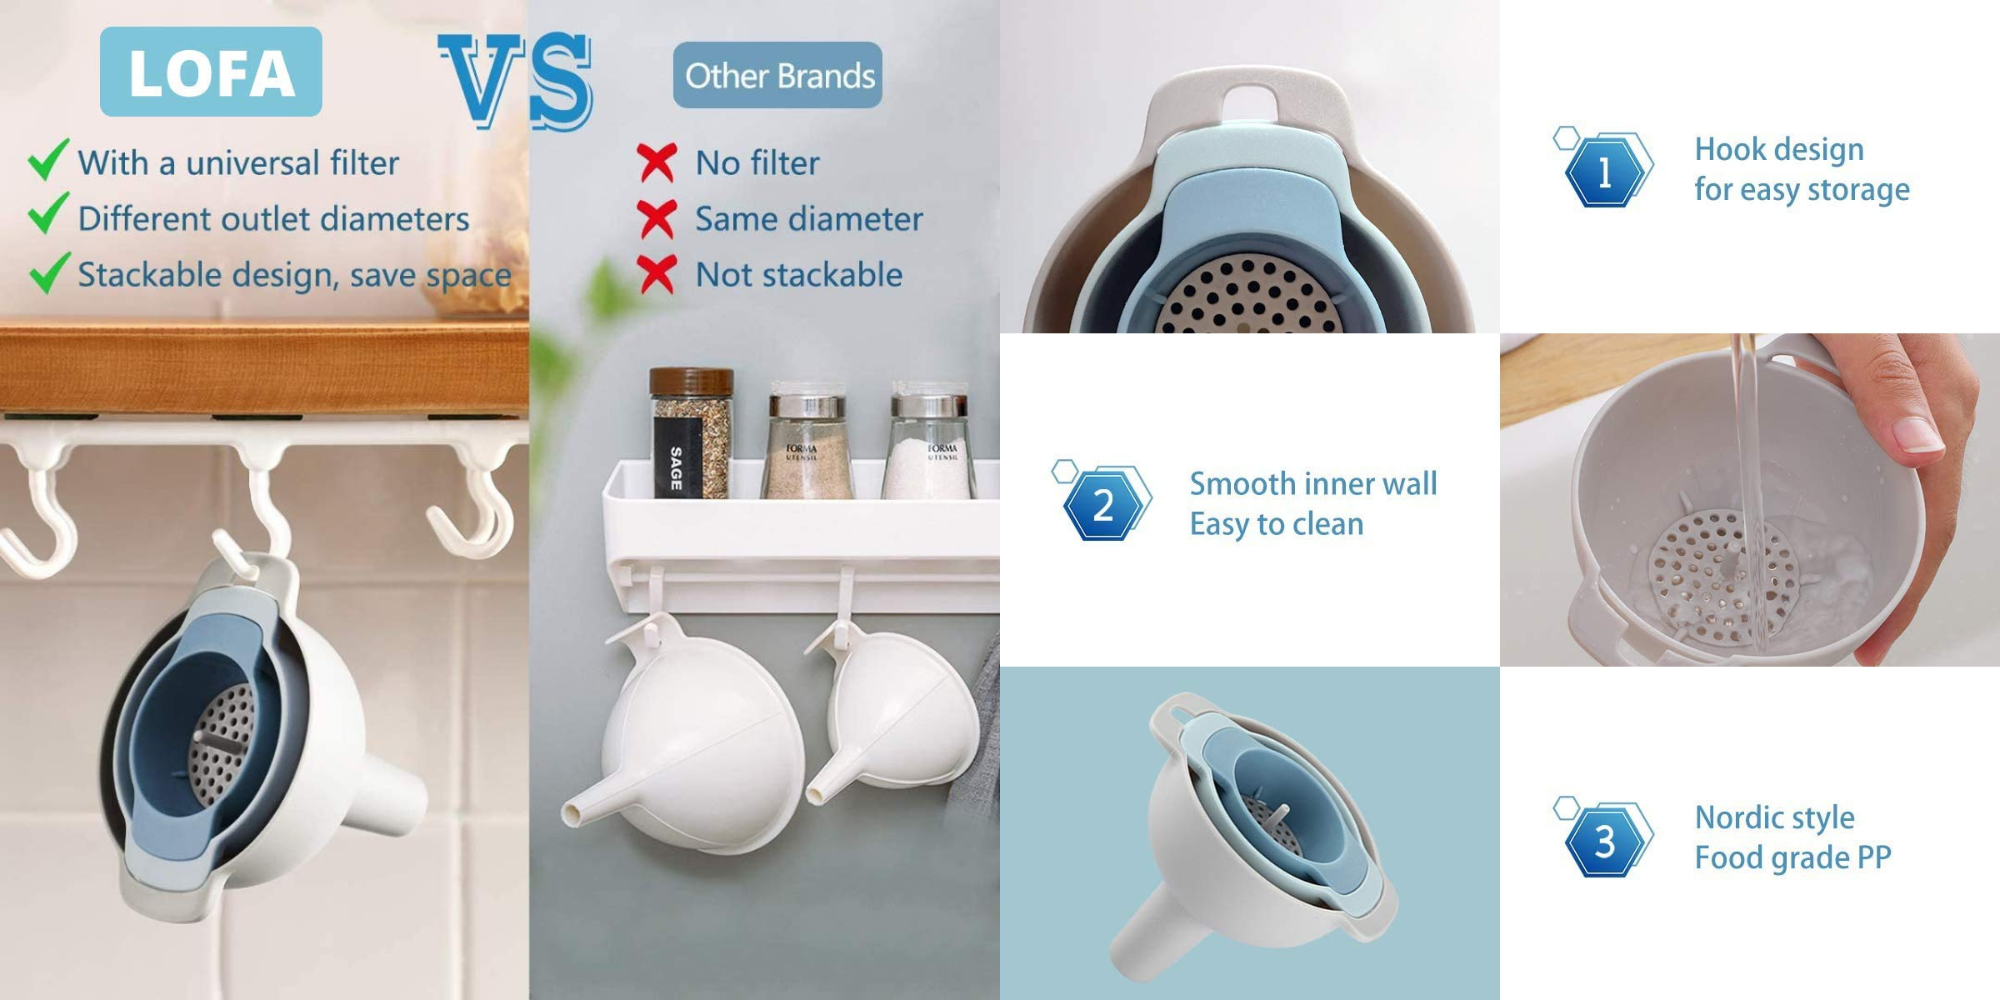 LOFA
VS
Other Brands
With a universal filter
Different outlet diameters
Stackable design, save space
No filter
Same diameter
Not stackable
SAGE
FORMA
UTENSIL
FORMA
UTENSIL
1
Hook design
for easy storage
2
Smooth inner wall
Easy to clean
3
Nordic style
Food grade PP